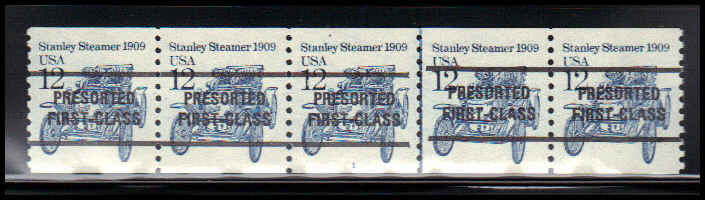 Stanley Steamer 1909 Stanley Steamer 1909 Stanley Steamer 1909 Stanley Steamer 1909 Stanley Steamer 1909
USA USA USA USA USA
12 12 12 12 12
PRESORTED PRESORTED PRESORTED PRESORTED PRESORTED
FIRST-CLASS FIRST-CLASS FIRST-CLASS FIRST-CLASS FIRST-CLASS
1